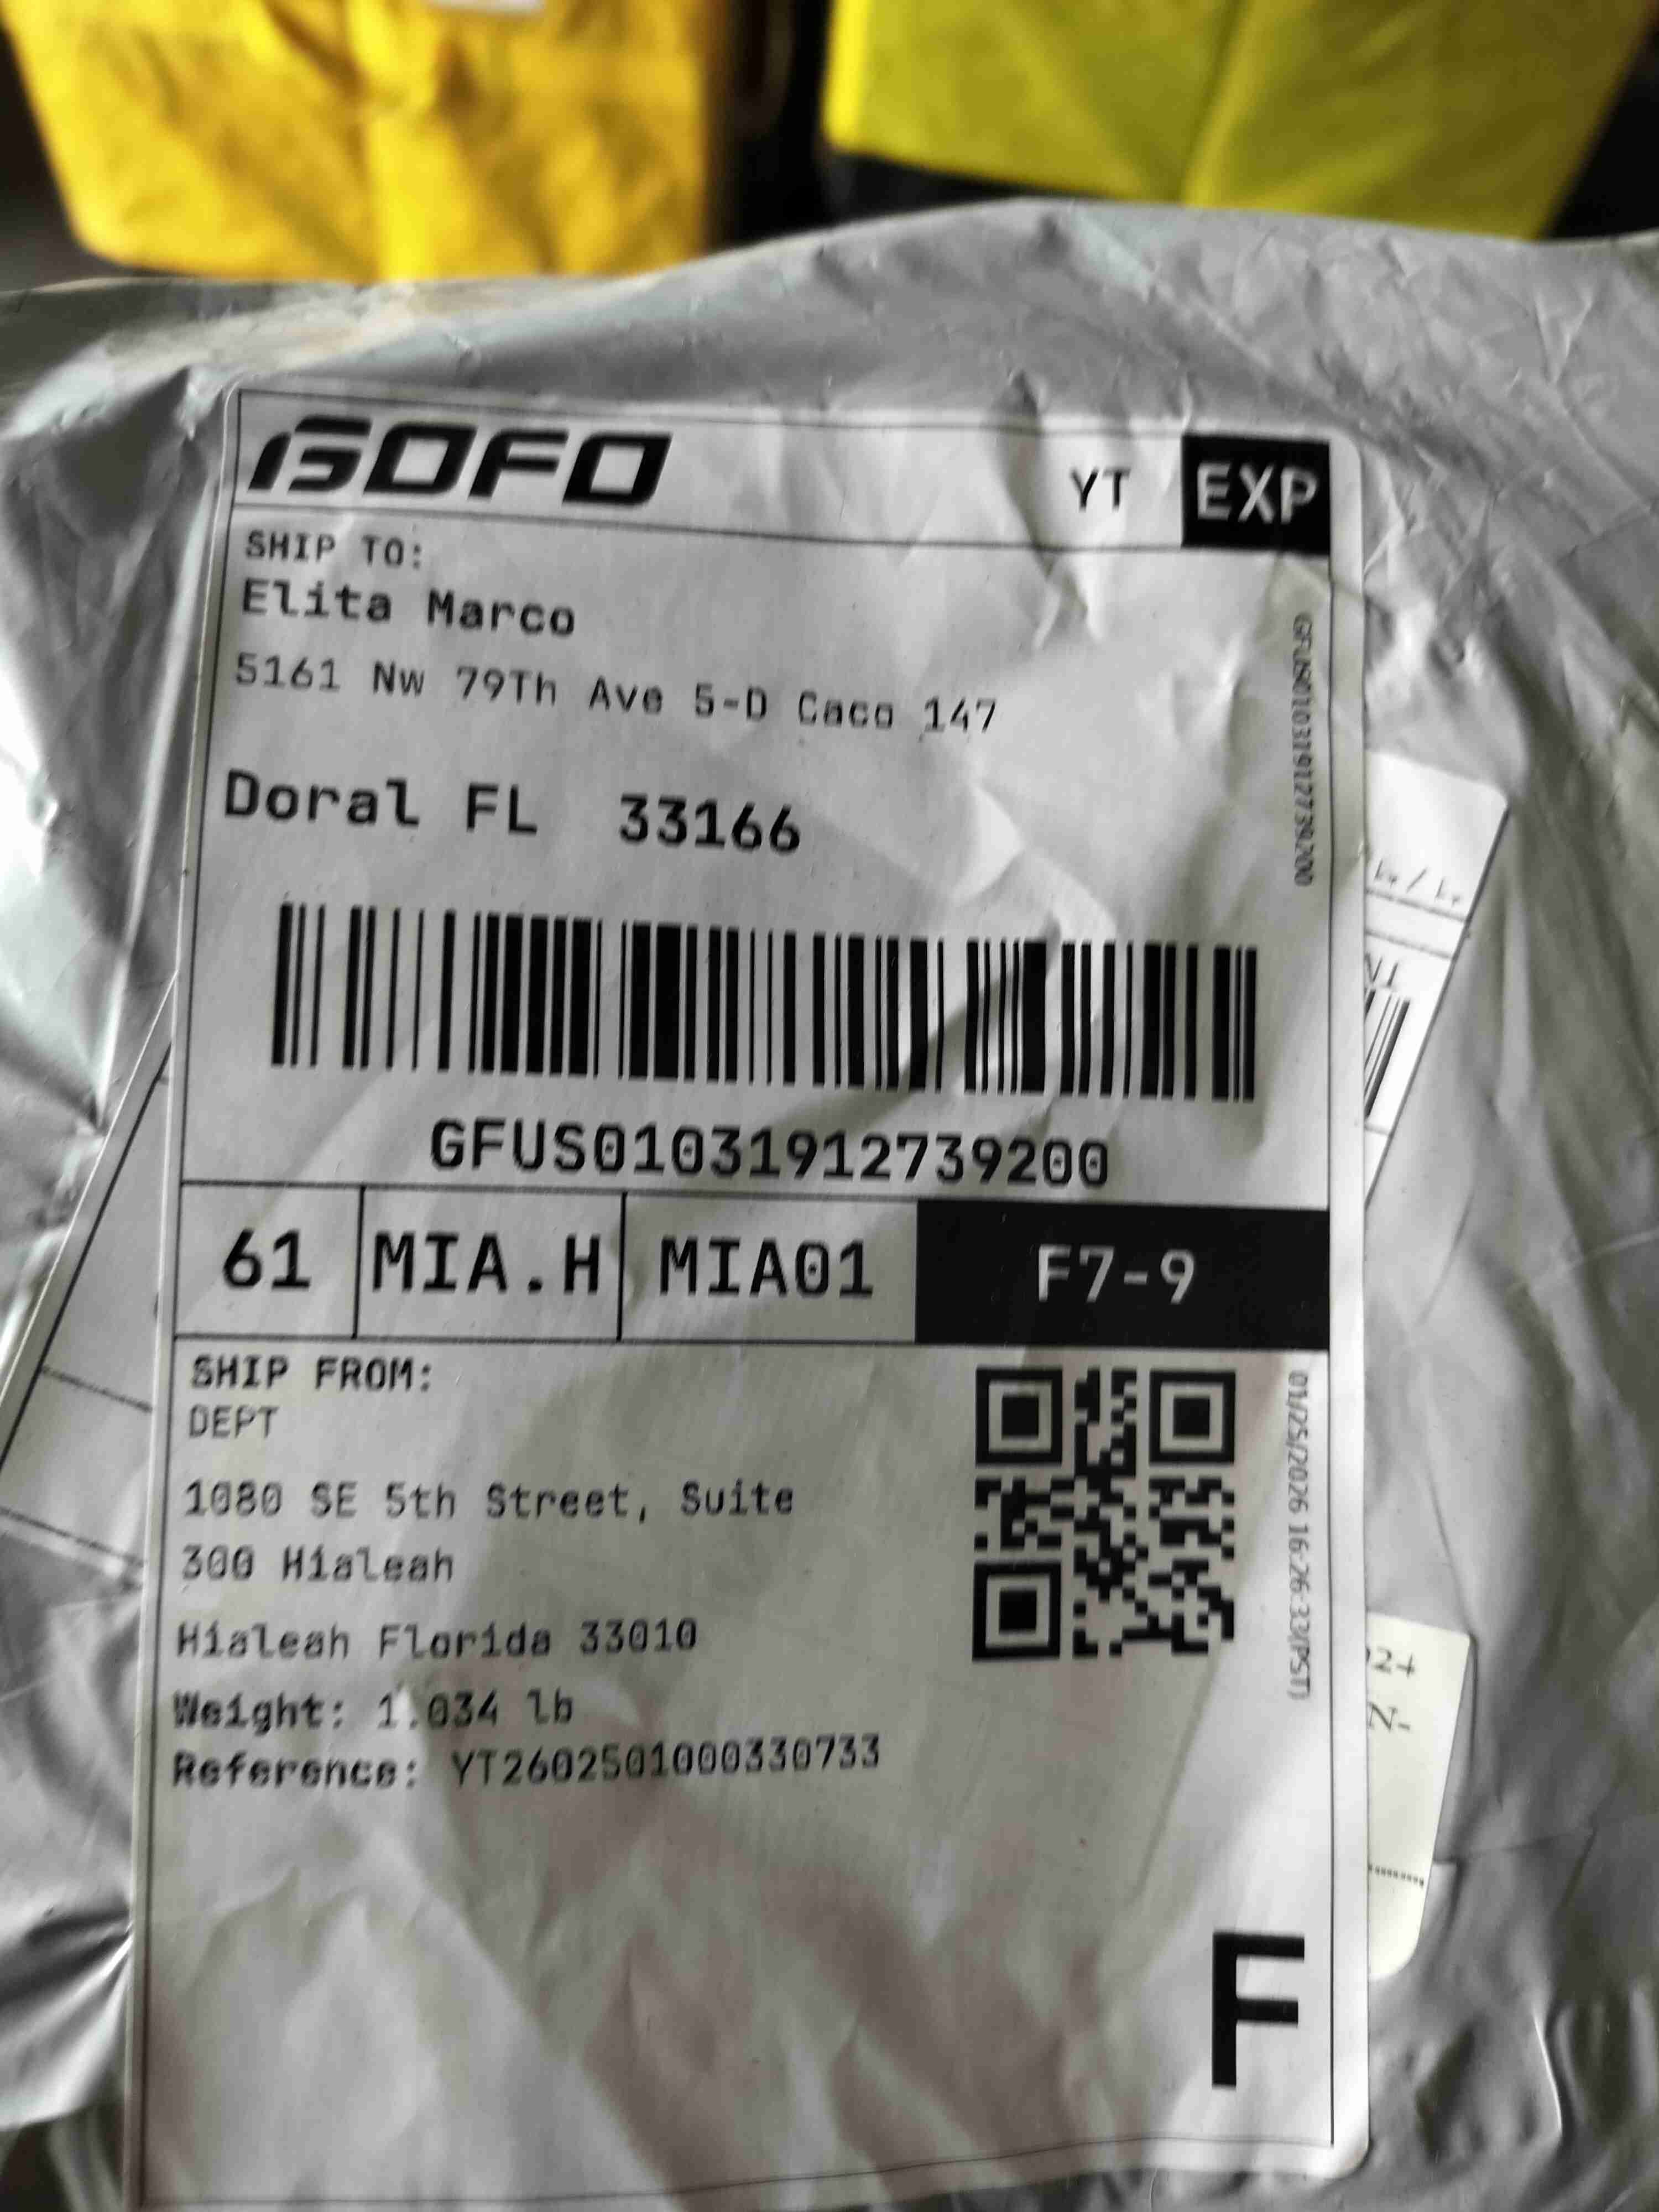 GOFO
YT
EXP
SHIP TO:
Elita Marco
5161 Nw 79Th Ave 5-D Caco 147
Doral FL 33166
GFUS01031912739200
GFUS01031912739200
61
MIA.H
MIA01
F7-9
SHIP FROM:
DEPT
1080 SE 5th Street, Suite
300 Hialeah
Hialeah Florida 33010
Weight: 1.034 lb
Reference: YT2602501000330733
01/25/2026 16:26:33(PST)
F